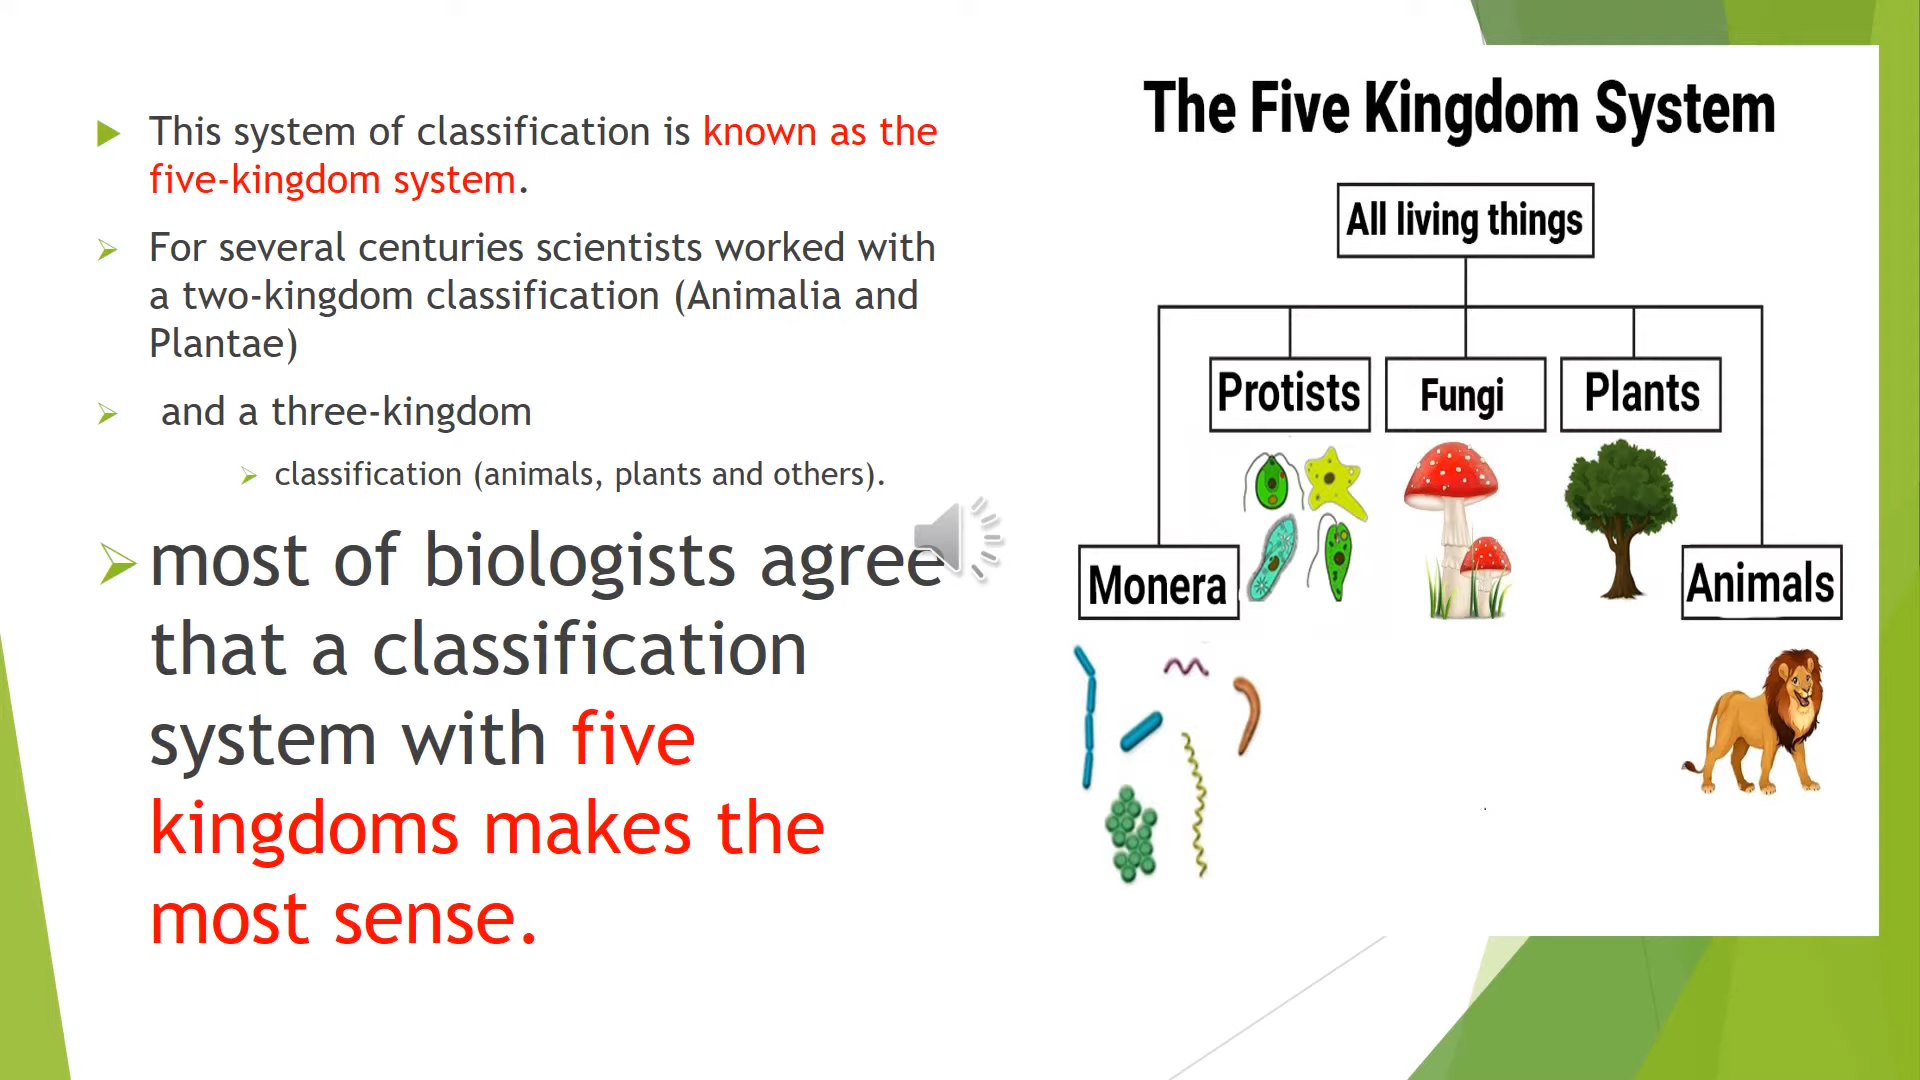 This system of classification is known as the
five-kingdom system.
For several centuries scientists worked with
a two-kingdom classification (Animalia and
Plantae)
and a three-kingdom
classification (animals, plants and others).
most of biologists agree
that a classification
system with five
kingdoms makes the
most sense.
The Five Kingdom System
All living things
Protists
Fungi
Plants
Monera
Animals